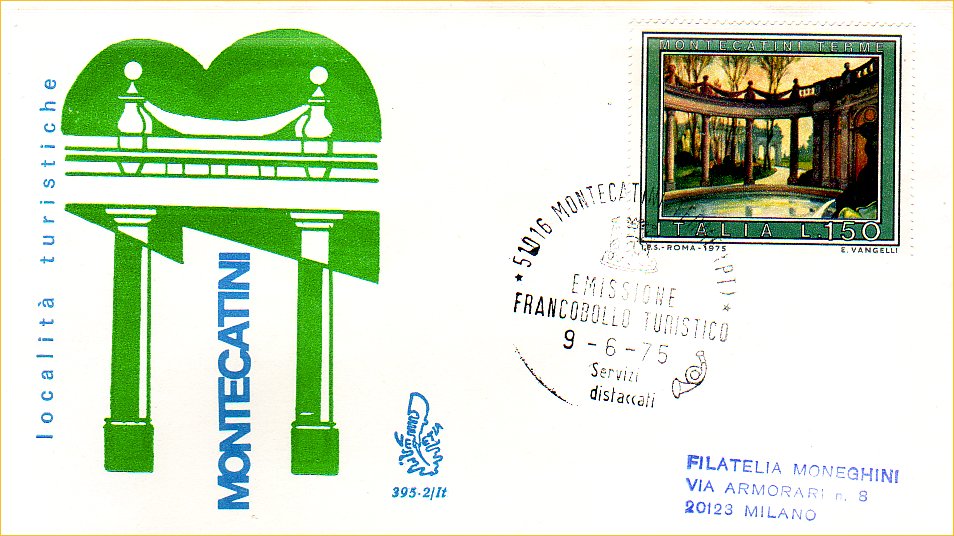 località turistiche
MONTECATINI
395-2/It
MONTECATINI TERME
ITALIA L.150
I.P.S.-ROMA-1975 E. VANGELLI
★ 51016 MONTECATINI (PT) ★
EMISSIONE
FRANCOBOLLO TURISTICO
9-6-75
Servizi
distaccati
FILATELIA MONEGHINI
VIA ARMORARI n. 8
20123 MILANO